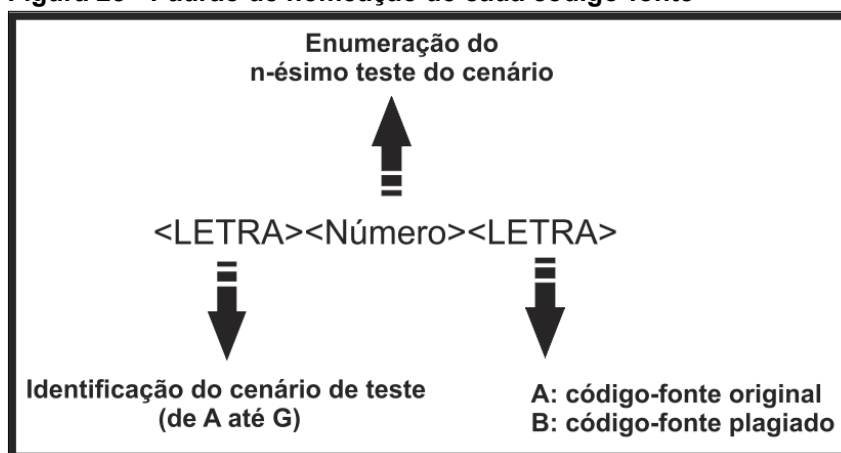 Enumeração do
n-ésimo teste do cenário
<LETRA><Número><LETRA>
Identificação do cenário de teste
(de A até G)
A: código-fonte original
B: código-fonte plagiado